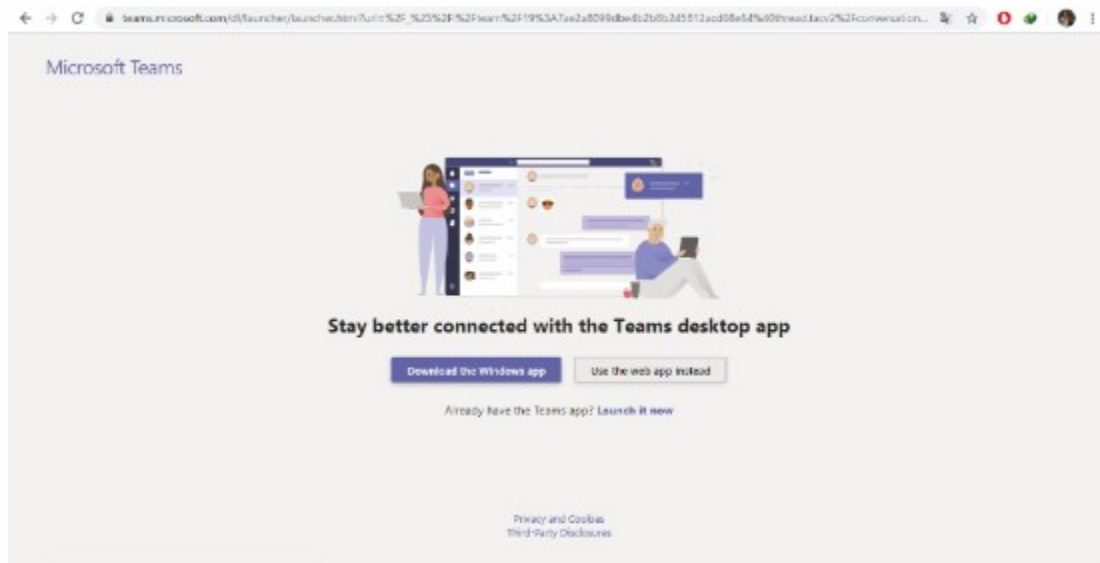 Microsoft Teams
Stay better connected with the Teams desktop app
Download the Windows app
Use the web app instead
Already have the Teams app? Launch it now
Privacy and Cookies
Third-Party Disclosures